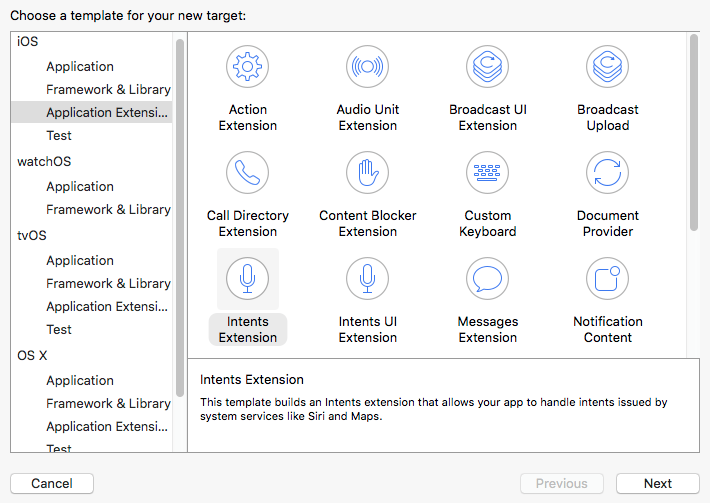 Choose a template for your new target:
iOS
Application
Framework & Library
Application Extensi...
Test
watchOS
Application
Framework & Library
tvOS
Application
Framework & Library
Application Extensi...
Test
OS X
Application
Framework & Library
Application Extensi...
Test
Action
Extension
Audio Unit
Extension
Broadcast UI
Extension
Broadcast
Upload
Call Directory
Extension
Content Blocker
Extension
Custom
Keyboard
Document
Provider
Intents
Extension
Intents UI
Extension
Messages
Extension
Notification
Content
Intents Extension
This template builds an Intents extension that allows your app to handle intents issued by
system services like Siri and Maps.
Cancel
Previous
Next